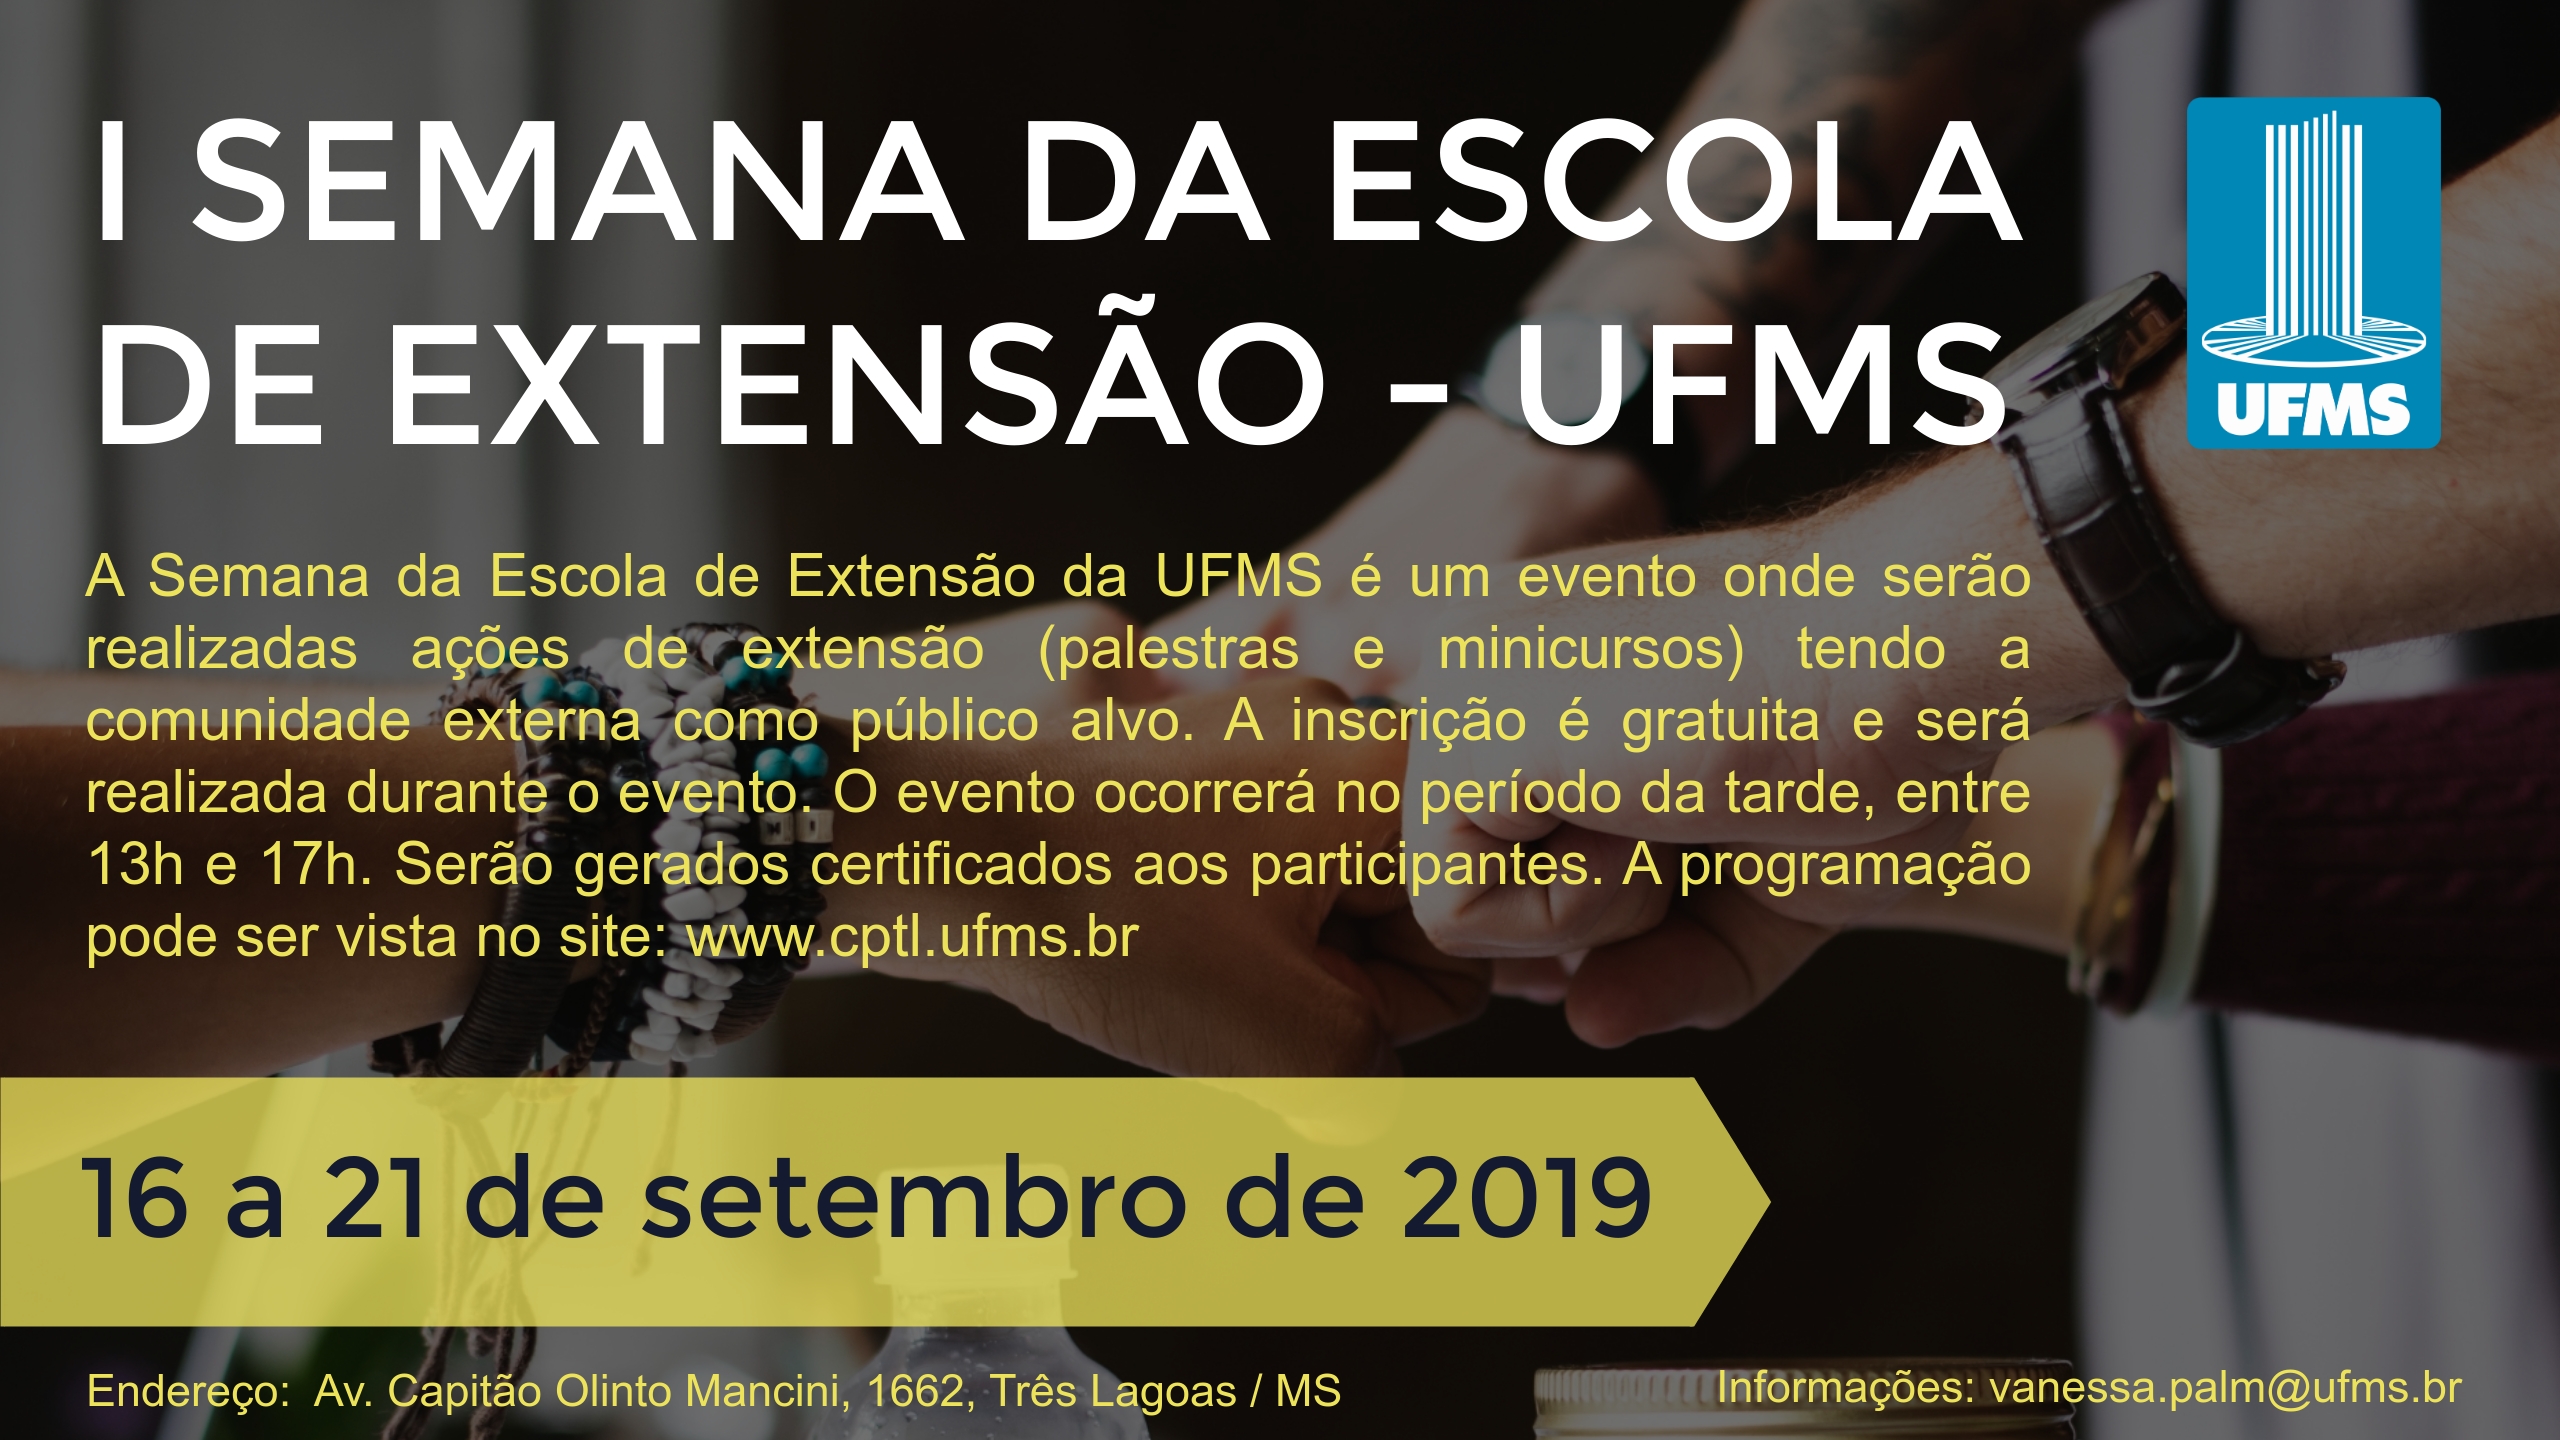 I SEMANA DA ESCOLA
DE EXTENSÃO - UFMS
UFMS
A Semana da Escola de Extensão da UFMS é um evento onde serão
realizadas ações de extensão (palestras e minicursos) tendo a
comunidade externa como público alvo. A inscrição é gratuita e será
realizada durante o evento. O evento ocorrerá no período da tarde, entre
13h e 17h. Serão gerados certificados aos participantes. A programação
pode ser vista no site: www.cptl.ufms.br
16 a 21 de setembro de 2019
Endereço: Av. Capitão Olinto Mancini, 1662, Três Lagoas / MS
Informações: vanessa.palm@ufms.br